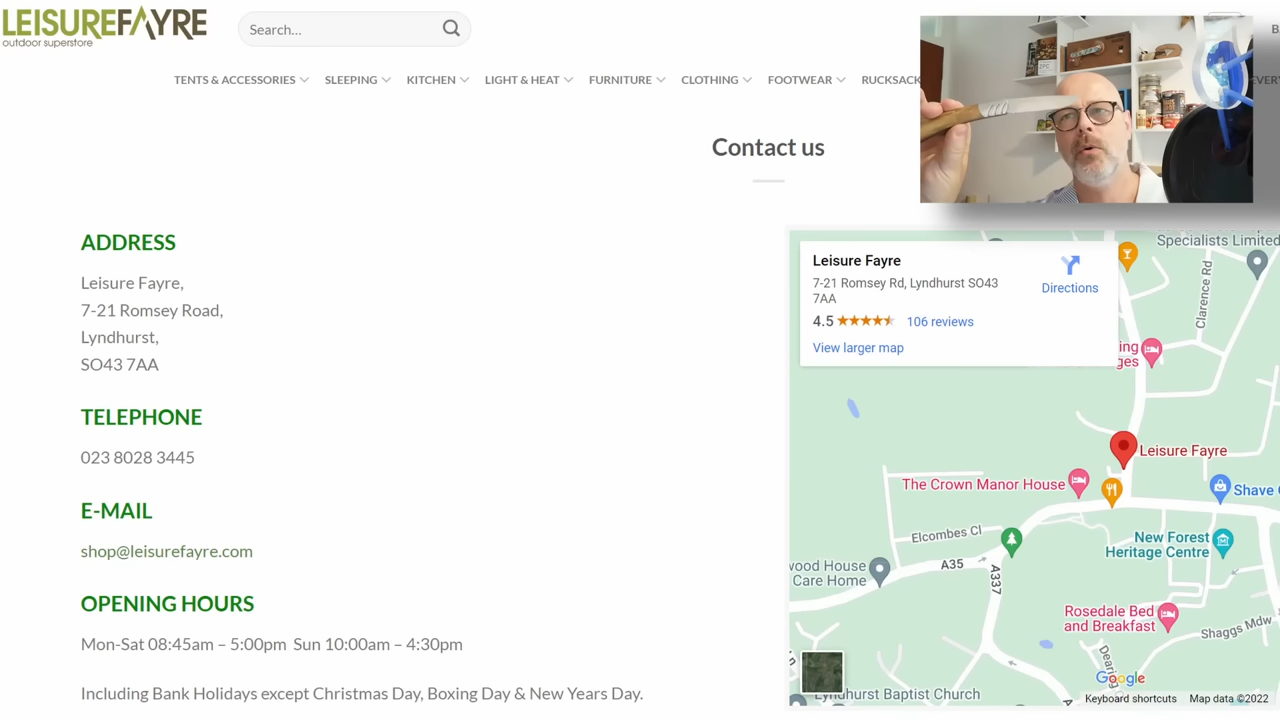 LEISUREFAYRE
outdoor superstore
Search...
B
TENTS & ACCESSORIES SLEEPING KITCHEN LIGHT & HEAT FURNITURE CLOTHING FOOTWEAR RUCKSACK
EVERY
Contact us
ADDRESS
Leisure Fayre,
7-21 Romsey Road,
Lyndhurst,
SO43 7AA
TELEPHONE
023 8028 3445
E-MAIL
shop@leisurefayre.com
OPENING HOURS
Mon-Sat 08:45am – 5:00pm Sun 10:00am – 4:30pm
Including Bank Holidays except Christmas Day, Boxing Day & New Years Day.
Leisure Fayre
7-21 Romsey Rd, Lyndhurst SO43
7AA
4.5 106 reviews
View larger map
Directions
Specialists Limited
Clarence Rd
ing
ges
Leisure Fayre
The Crown Manor House
Shave
Elcombes Cl
New Forest
Heritage Centre
wood House
Care Home
A35
A337
Rosedale Bed
and Breakfast
Shaggs Mdw
Dearing
Lyndhurst Baptist Church
Google
Keyboard shortcuts Map data ©2022